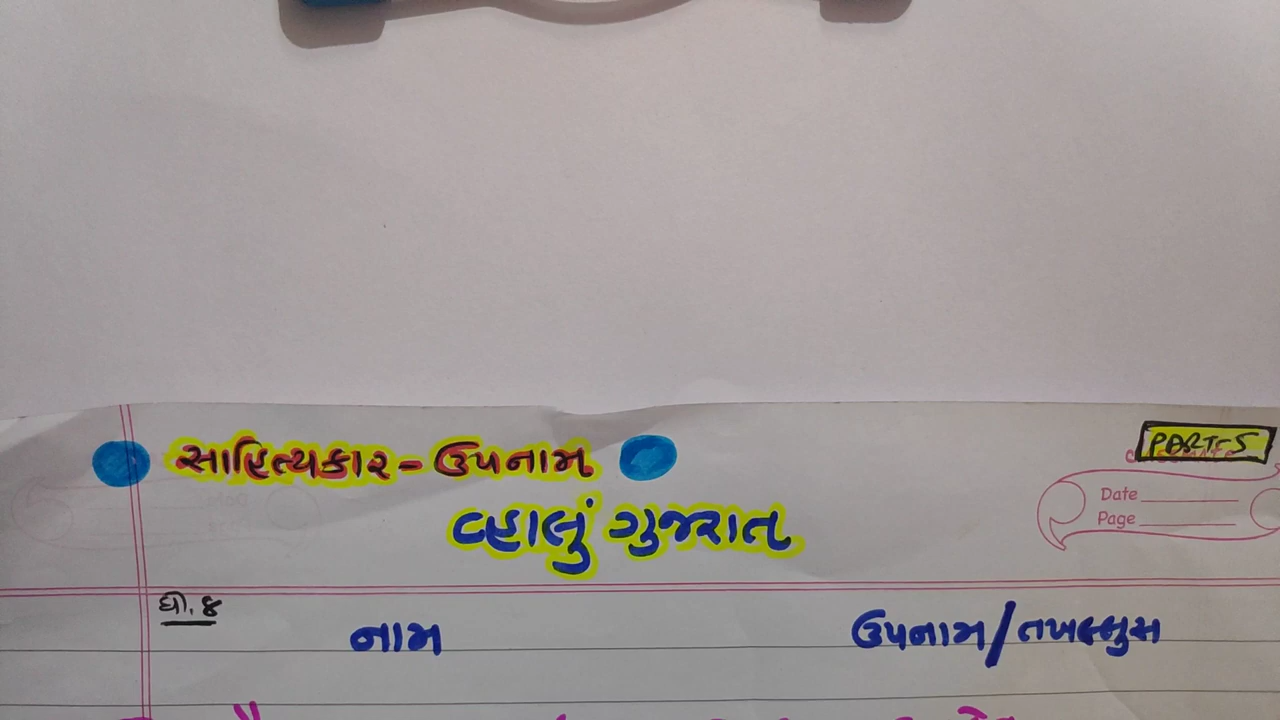 PART-5
સાહિત્યકાર - ઉપનામ
વ્હાલું ગુજરાત
Date
Page
ધો. ૪
નામ
ઉપનામ/તખલ્લુસ